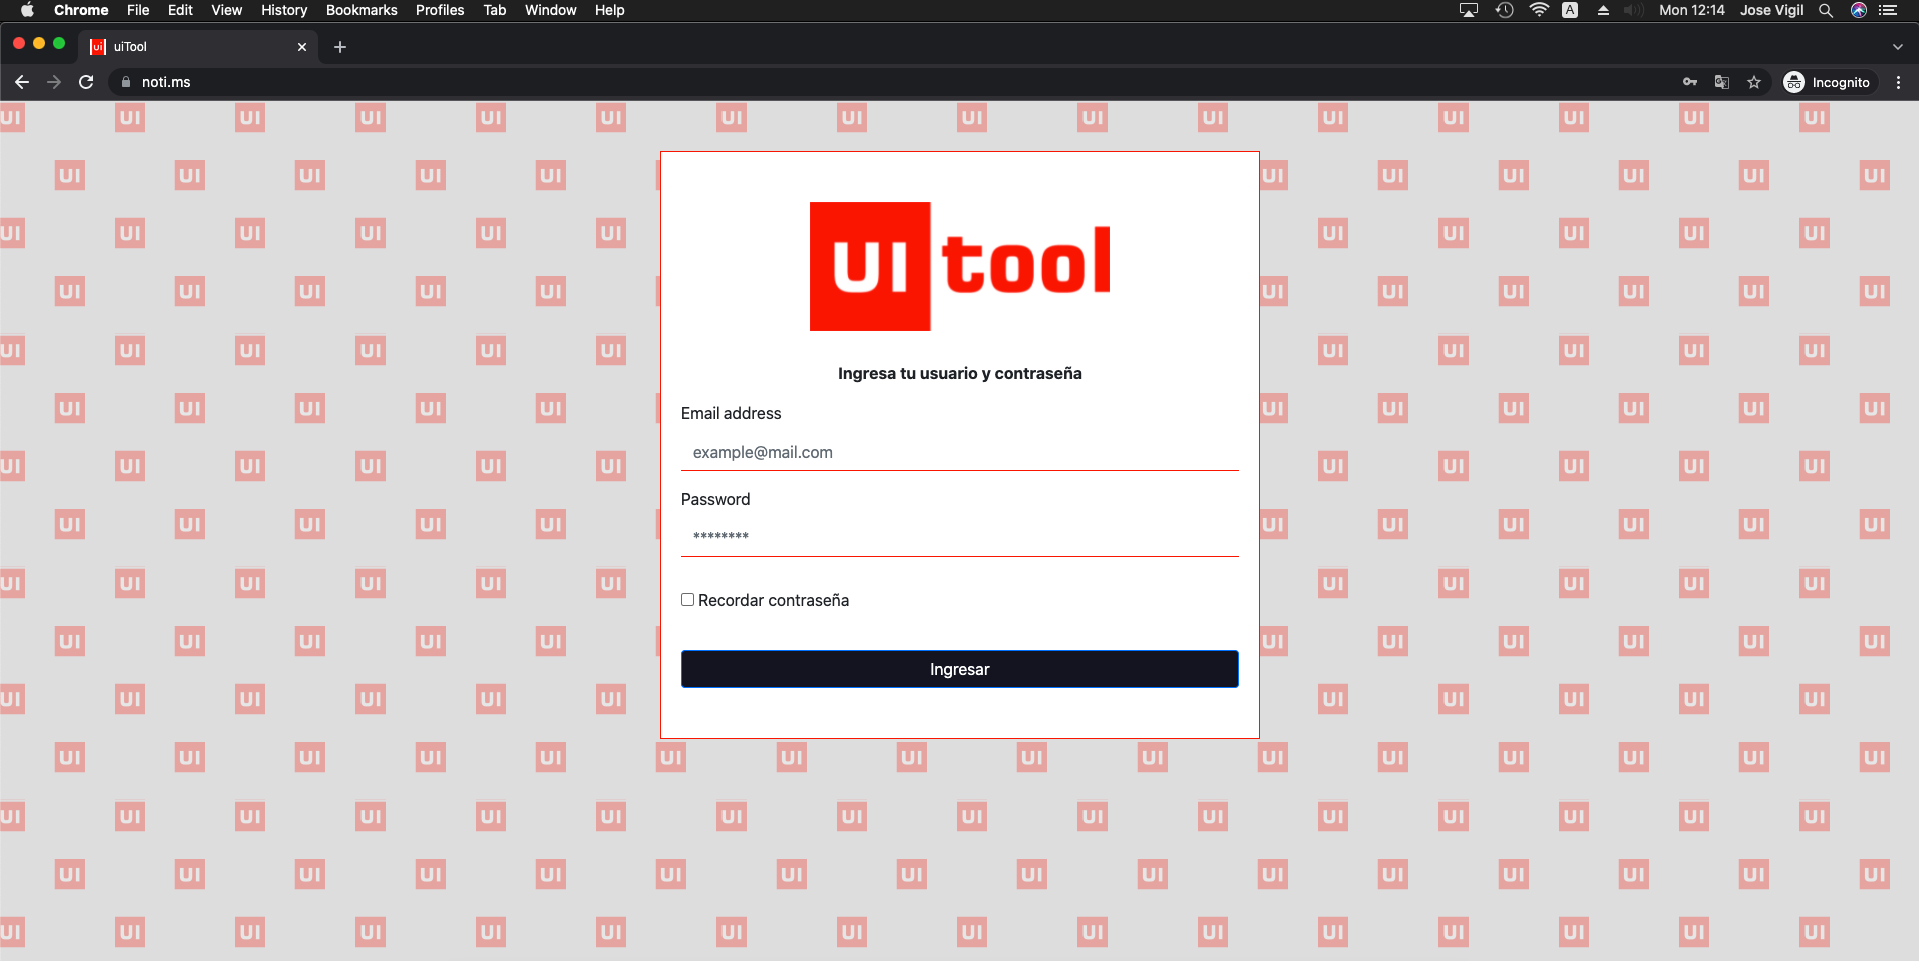 Chrome File Edit View History Bookmarks Profiles Tab Window Help A Mon 12:14 Jose Vigil
ui uiTool
noti.ms Incognito
UI tool
Ingresa tu usuario y contraseña
Email address
example@mail.com
Password
********
Recordar contraseña
Ingresar